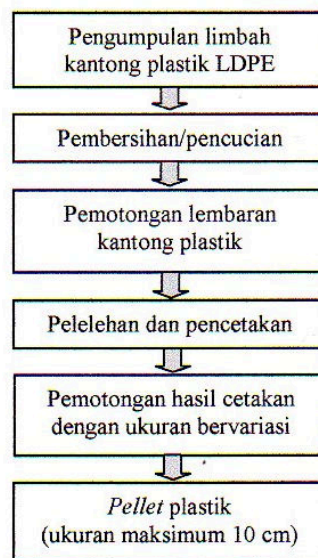 Pengumpulan limbah
kantong plastik LDPE
Pembersihan/pencucian
Pemotongan lembaran
kantong plastik
Pelelehan dan pencetakan
Pemotongan hasil cetakan
dengan ukuran bervariasi
Pellet plastik
(ukuran maksimum 10 cm)